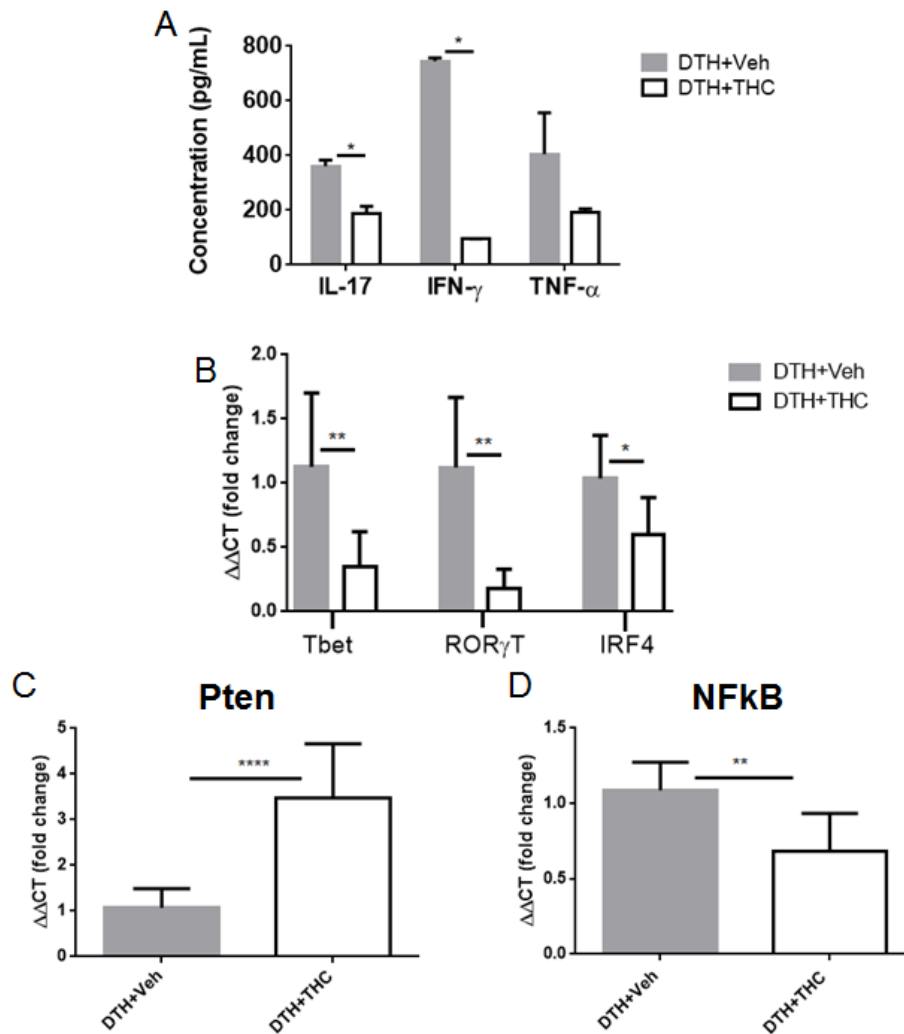 A
Concentration (pg/mL)
800
600
400
200
0
*
*
IL-17 IFN-γ TNF-α
DTH+Veh
DTH+THC
B
ΔΔCT (fold change)
2.0
1.5
1.0
0.5
0.0
**
**
*
Tbet RORγT IRF4
DTH+Veh
DTH+THC
C
Pten
ΔΔCT (fold change)
5
4
3
2
1
0
****
DTH+Veh
DTH+THC
D
NFkB
ΔΔCT (fold change)
1.5
1.0
0.5
0.0
**
DTH+Veh
DTH+THC